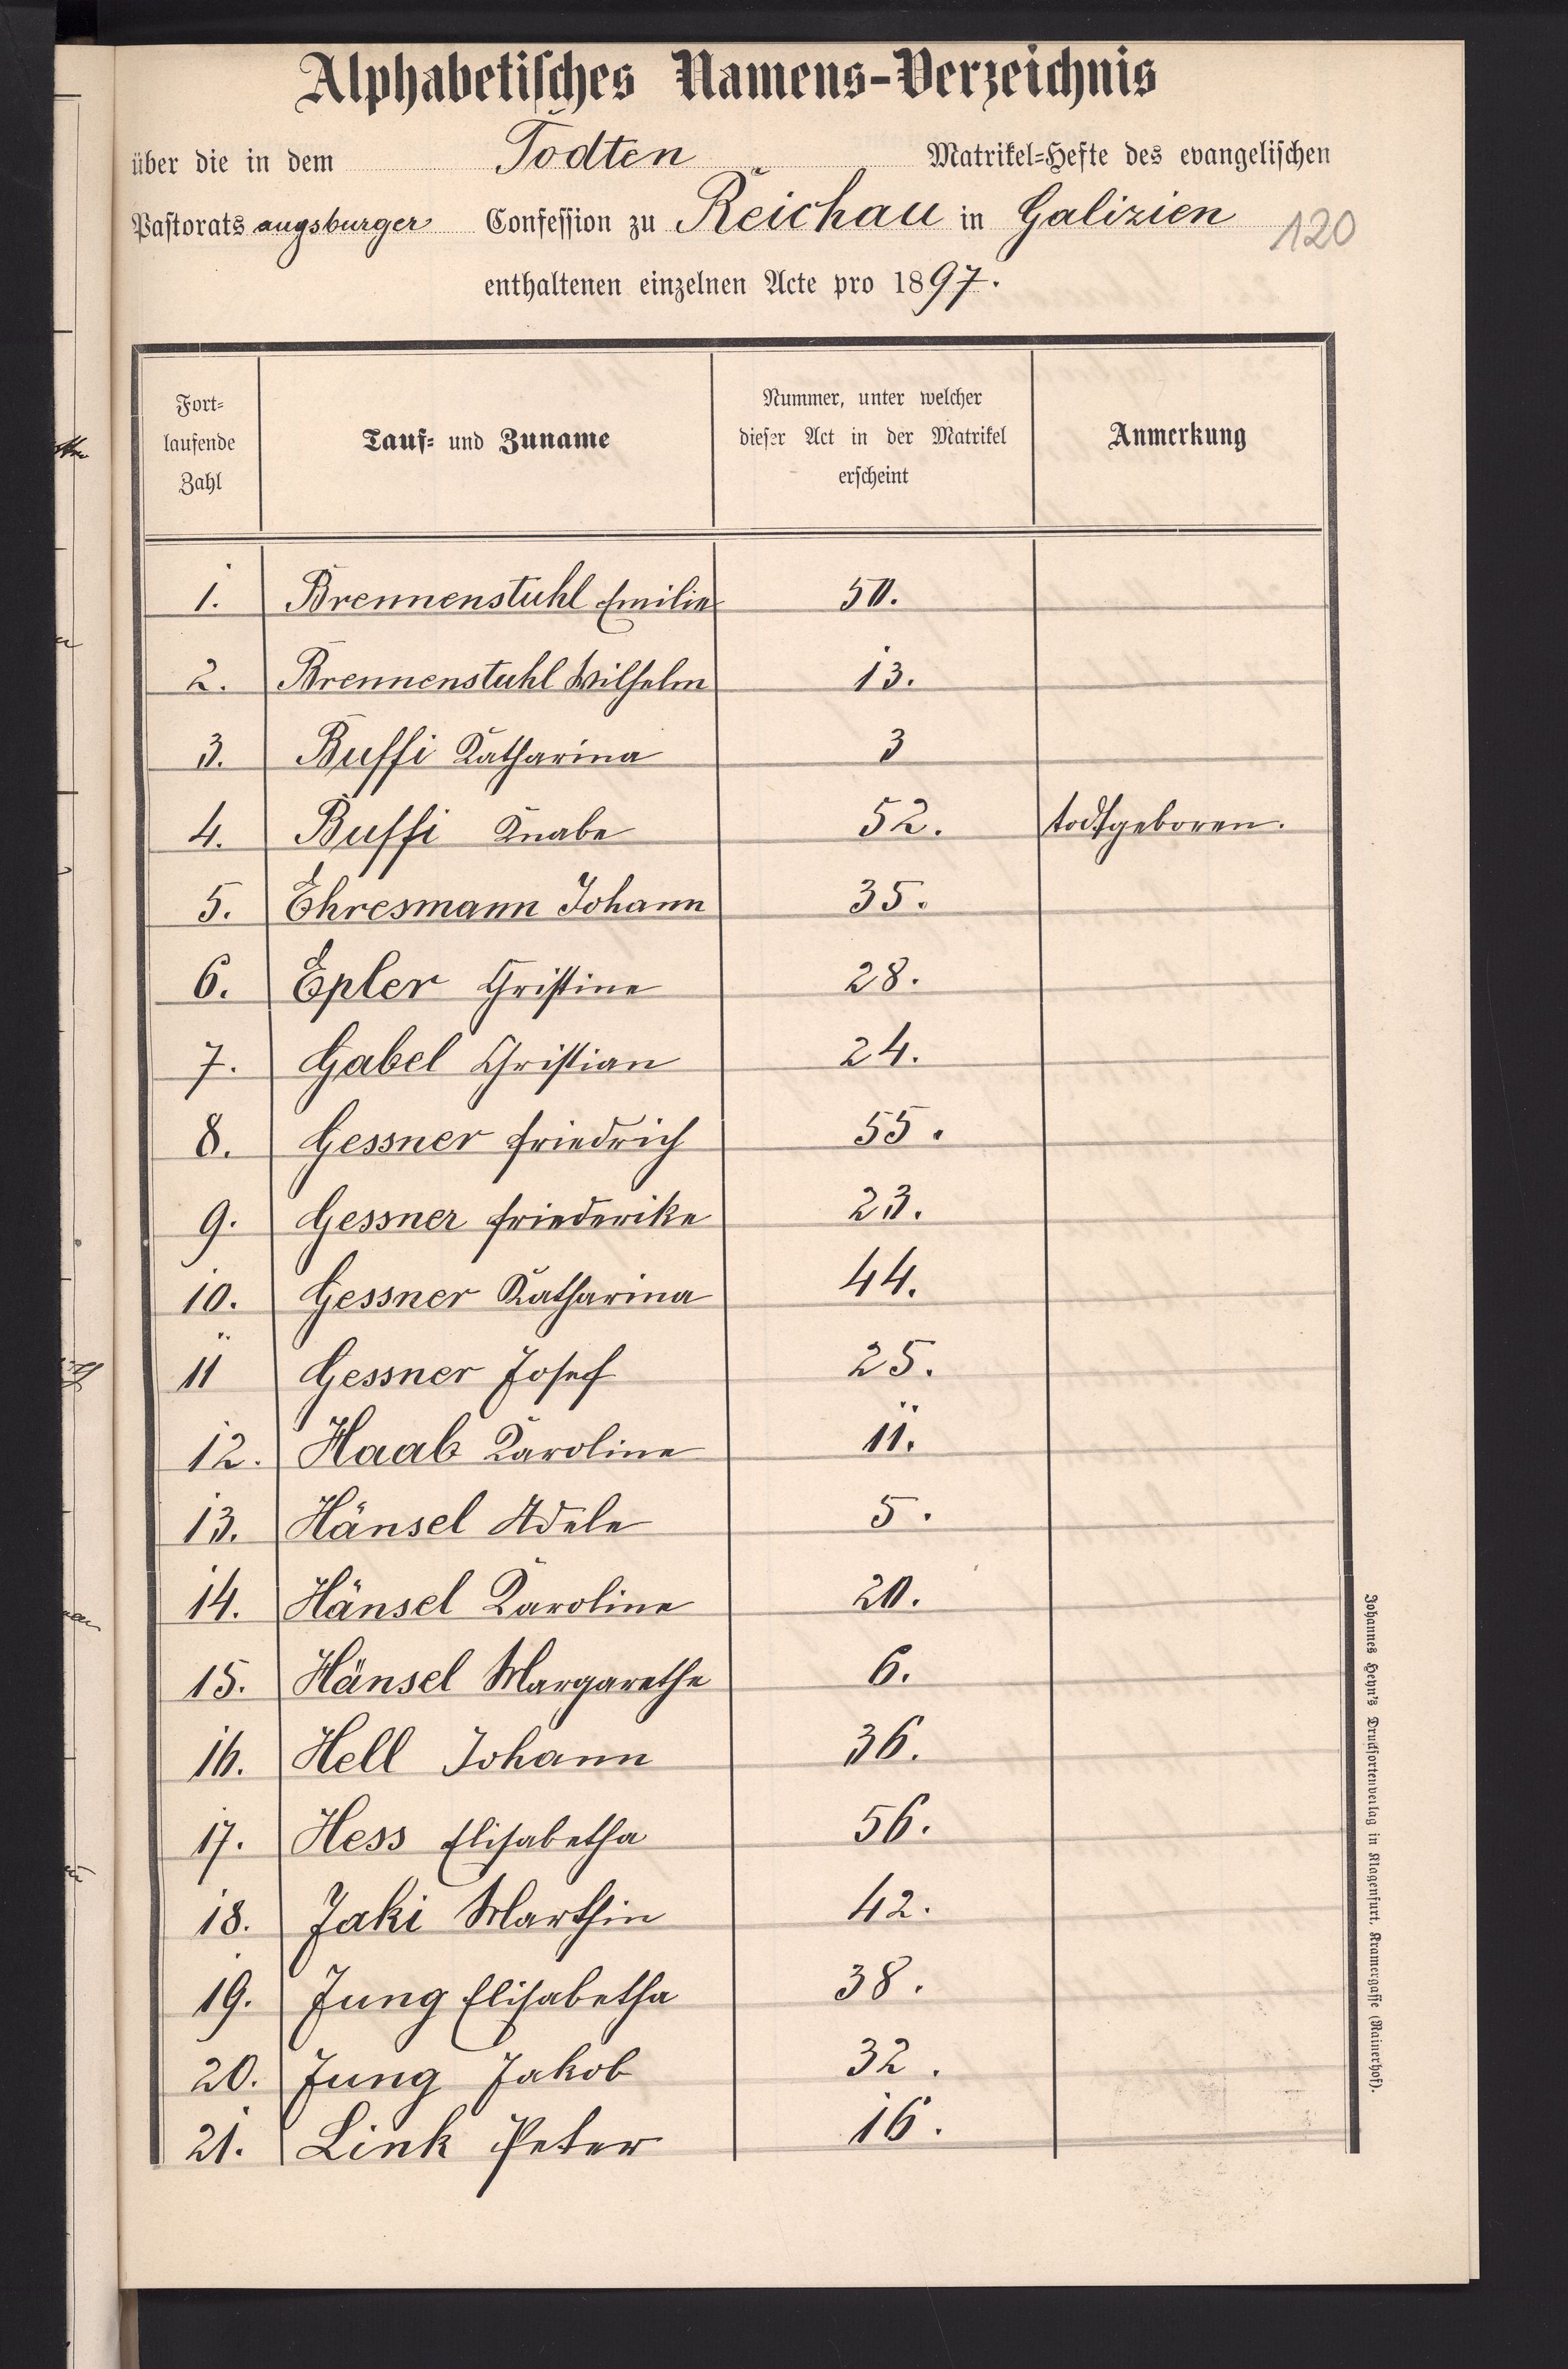 Alphabetisches Namens-Verzeichnis
über die in dem Todten Matrikel-Hefte des evangelischen
Pastorats augsburger Confession zu Reichau in Galizien
120
enthaltenen einzelnen Acte pro 1897.
Fort-
laufende
Zahl
Tauf- und Zuname
Nummer, unter welcher
dieser Act in der Matrikel
erscheint
Anmerkung
1. Brennenstuhl Emilie 50.
2. Brennenstuhl Wilhelm 13.
3. Buffi Katharina 3
4. Buffi Knabe 52. todtgeboren.
5. Ehresmann Johann 35.
6. Epler Christine 28.
7. Gabel Christian 24.
8. Gessner Friedrich 55.
9. Gessner Friederike 23.
10. Gessner Katharina 44.
11 Gessner Josef 25.
12. Haab Karoline 11.
13. Hänsel Adele 5.
14. Hänsel Karoline 20.
15. Hänsel Margarethe 6.
16. Hell Johann 36.
17. Hess Elisabetha 56.
18. Jaki Marthin 42.
19. Jung Elisabetha 38.
20. Jung Jakob 32.
21. Link Peter 16.
Johannes Heyn's Drucksortenverlag in Klagenfurt, Kramergasse (Rainerhof).